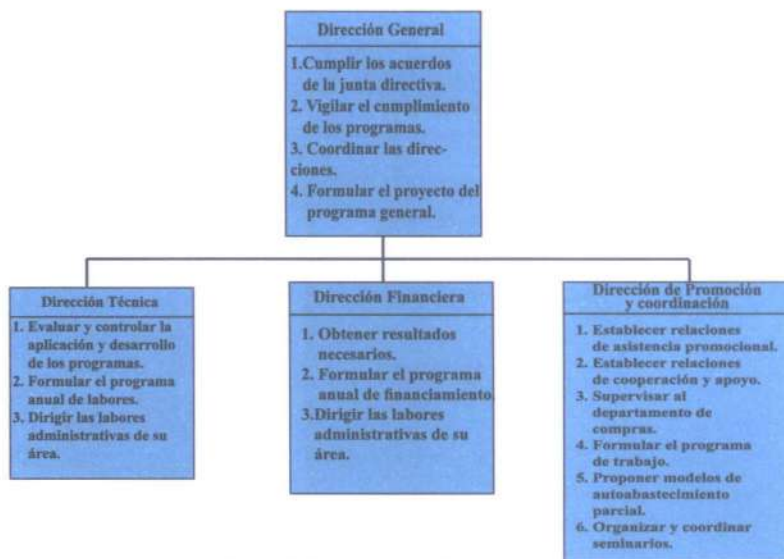 Dirección General
1.Cumplir los acuerdos
de la junta directiva.
2. Vigilar el cumplimiento
de los programas.
3. Coordinar las direc-
ciones.
4. Formular el proyecto del
programa general.
Dirección Técnica
1. Evaluar y controlar la
aplicación y desarrollo
de los programas.
2. Formular el programa
anual de labores.
3. Dirigir las labores
administrativas de su
área.
Dirección Financiera
1. Obtener resultados
necesarios.
2. Formular el programa
anual de financiamiento.
3.Dirigir las labores
administrativas de su
área.
Dirección de Promoción
y coordinación
1. Establecer relaciones
de asistencia promocional.
2. Establecer relaciones
de cooperación y apoyo.
3. Supervisar al
departamento de
compras.
4. Formular el programa
de trabajo.
5. Proponer modelos de
autoabastecimiento
parcial.
6. Organizar y coordinar
seminarios.